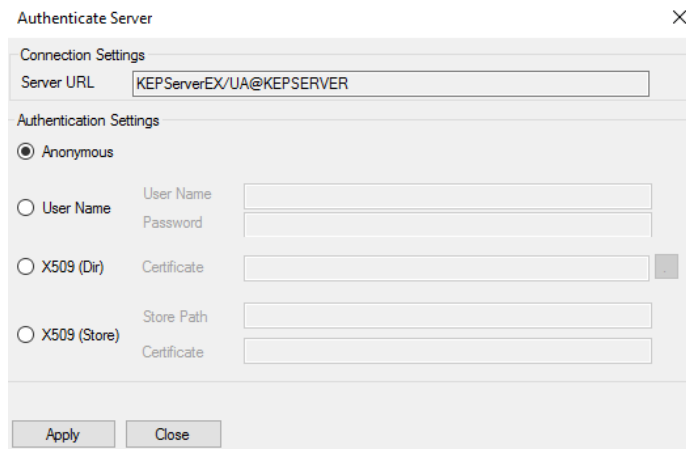 Authenticate Server
Connection Settings
Server URL KEPServerEX/UA@KEPSERVER
Authentication Settings
Anonymous
User Name User Name
Password
X509 (Dir) Certificate .
X509 (Store) Store Path
Certificate
Apply Close